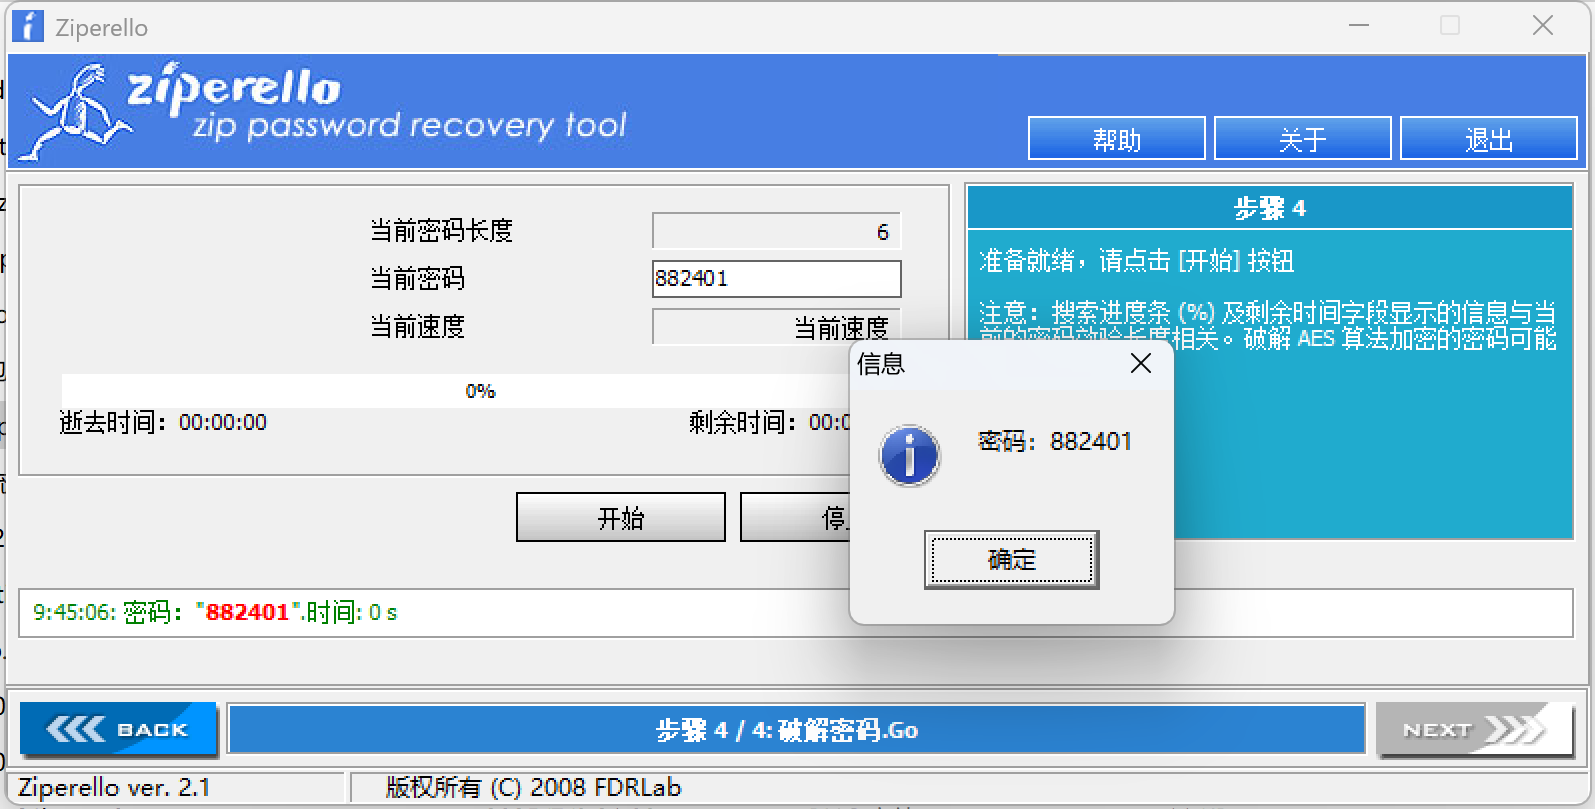 Ziperello
ziperello
zip password recovery tool
帮助
关于
退出
当前密码长度
6
当前密码
882401
当前速度
当前速度
0%
逝去时间：00:00:00
剩余时间：00:0
开始
步骤 4
准备就绪，请点击 [开始] 按钮
注意：搜索进度条 (%) 及剩余时间字段显示的信息与当
前的密码效验长度相关。破解 AES 算法加密的密码可能
信息
密码：882401
确定
9:45:06: 密码："882401".时间: 0 s
BACK
步骤 4 / 4: 破解密码.Go
NEXT
Ziperello ver. 2.1
版权所有 (C) 2008 FDRLab